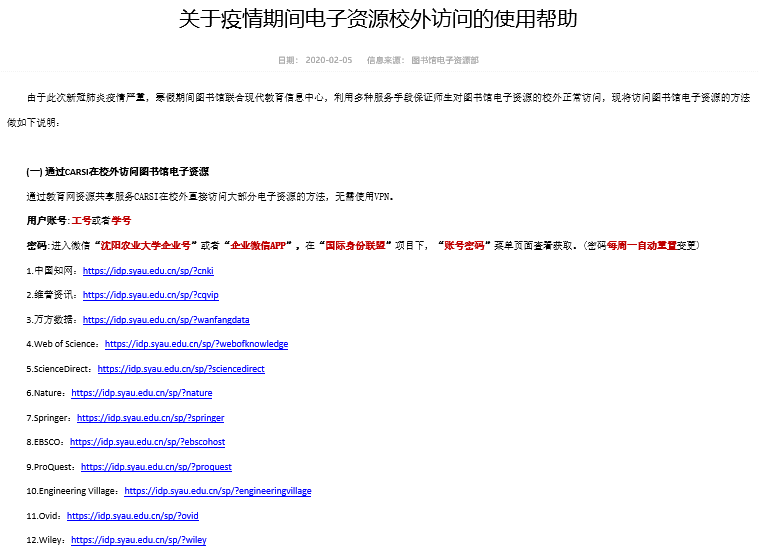 关于疫情期间电子资源校外访问的使用帮助
日期： 2020-02-05 信息来源： 图书馆电子资源部
由于此次新冠肺炎疫情严重，寒假期间图书馆联合现代教育信息中心，利用多种服务手段保证师生对图书馆电子资源的校外正常访问，现将访问图书馆电子资源的方法
做如下说明：
(一) 通过CARSI在校外访问图书馆电子资源
通过教育网资源共享服务CARSI在校外直接访问大部分电子资源的方法，无需使用VPN。
用户账号: 工号或者学号
密码: 进入微信“沈阳农业大学企业号”或者“企业微信APP”，在“国际身份联盟”项目下，“账号密码”菜单页面查看获取。(密码每周一自动重置变更)
1.中国知网：https://idp.syau.edu.cn/sp/?cnki
2.维普资讯：https://idp.syau.edu.cn/sp/?cqvip
3.万方数据：https://idp.syau.edu.cn/sp/?wanfangdata
4.Web of Science：https://idp.syau.edu.cn/sp/?webofknowledge
5.ScienceDirect：https://idp.syau.edu.cn/sp/?sciencedirect
6.Nature：https://idp.syau.edu.cn/sp/?nature
7.Springer：https://idp.syau.edu.cn/sp/?springer
8.EBSCO：https://idp.syau.edu.cn/sp/?ebscohost
9.ProQuest：https://idp.syau.edu.cn/sp/?proquest
10.Engineering Village：https://idp.syau.edu.cn/sp/?engineeringvillage
11.Ovid：https://idp.syau.edu.cn/sp/?ovid
12.Wiley：https://idp.syau.edu.cn/sp/?wiley